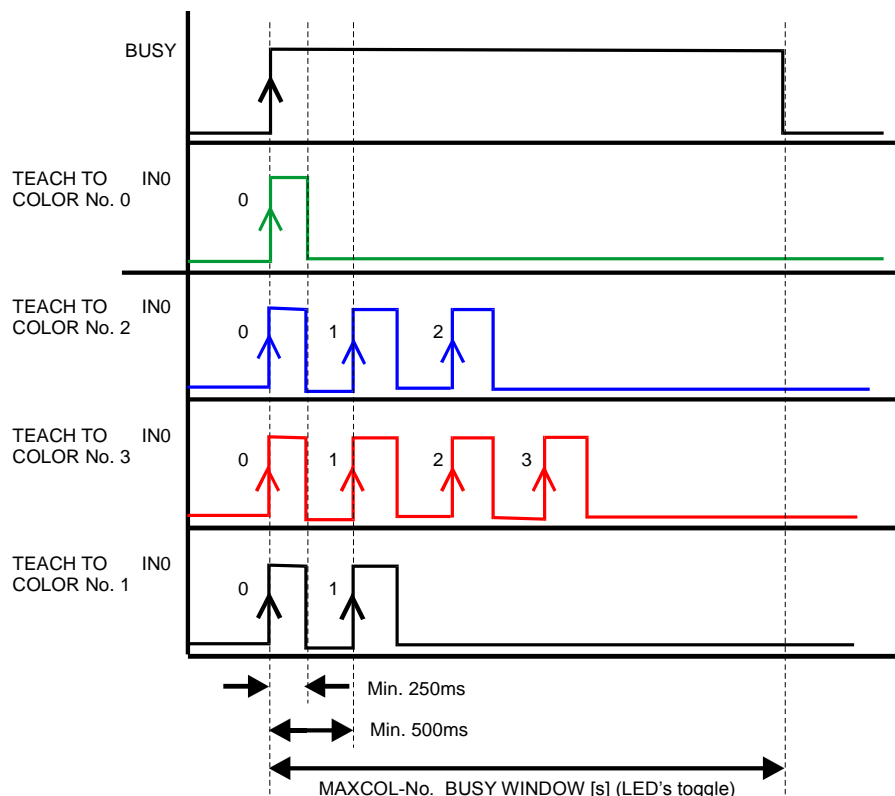 BUSY
TEACH TO IN0
COLOR No. 0 0
TEACH TO IN0
COLOR No. 2 0 1 2
TEACH TO IN0
COLOR No. 3 0 1 2 3
TEACH TO IN0
COLOR No. 1 0 1
Min. 250ms
Min. 500ms
MAXCOL-No. BUSY WINDOW [s] (LED's toggle)